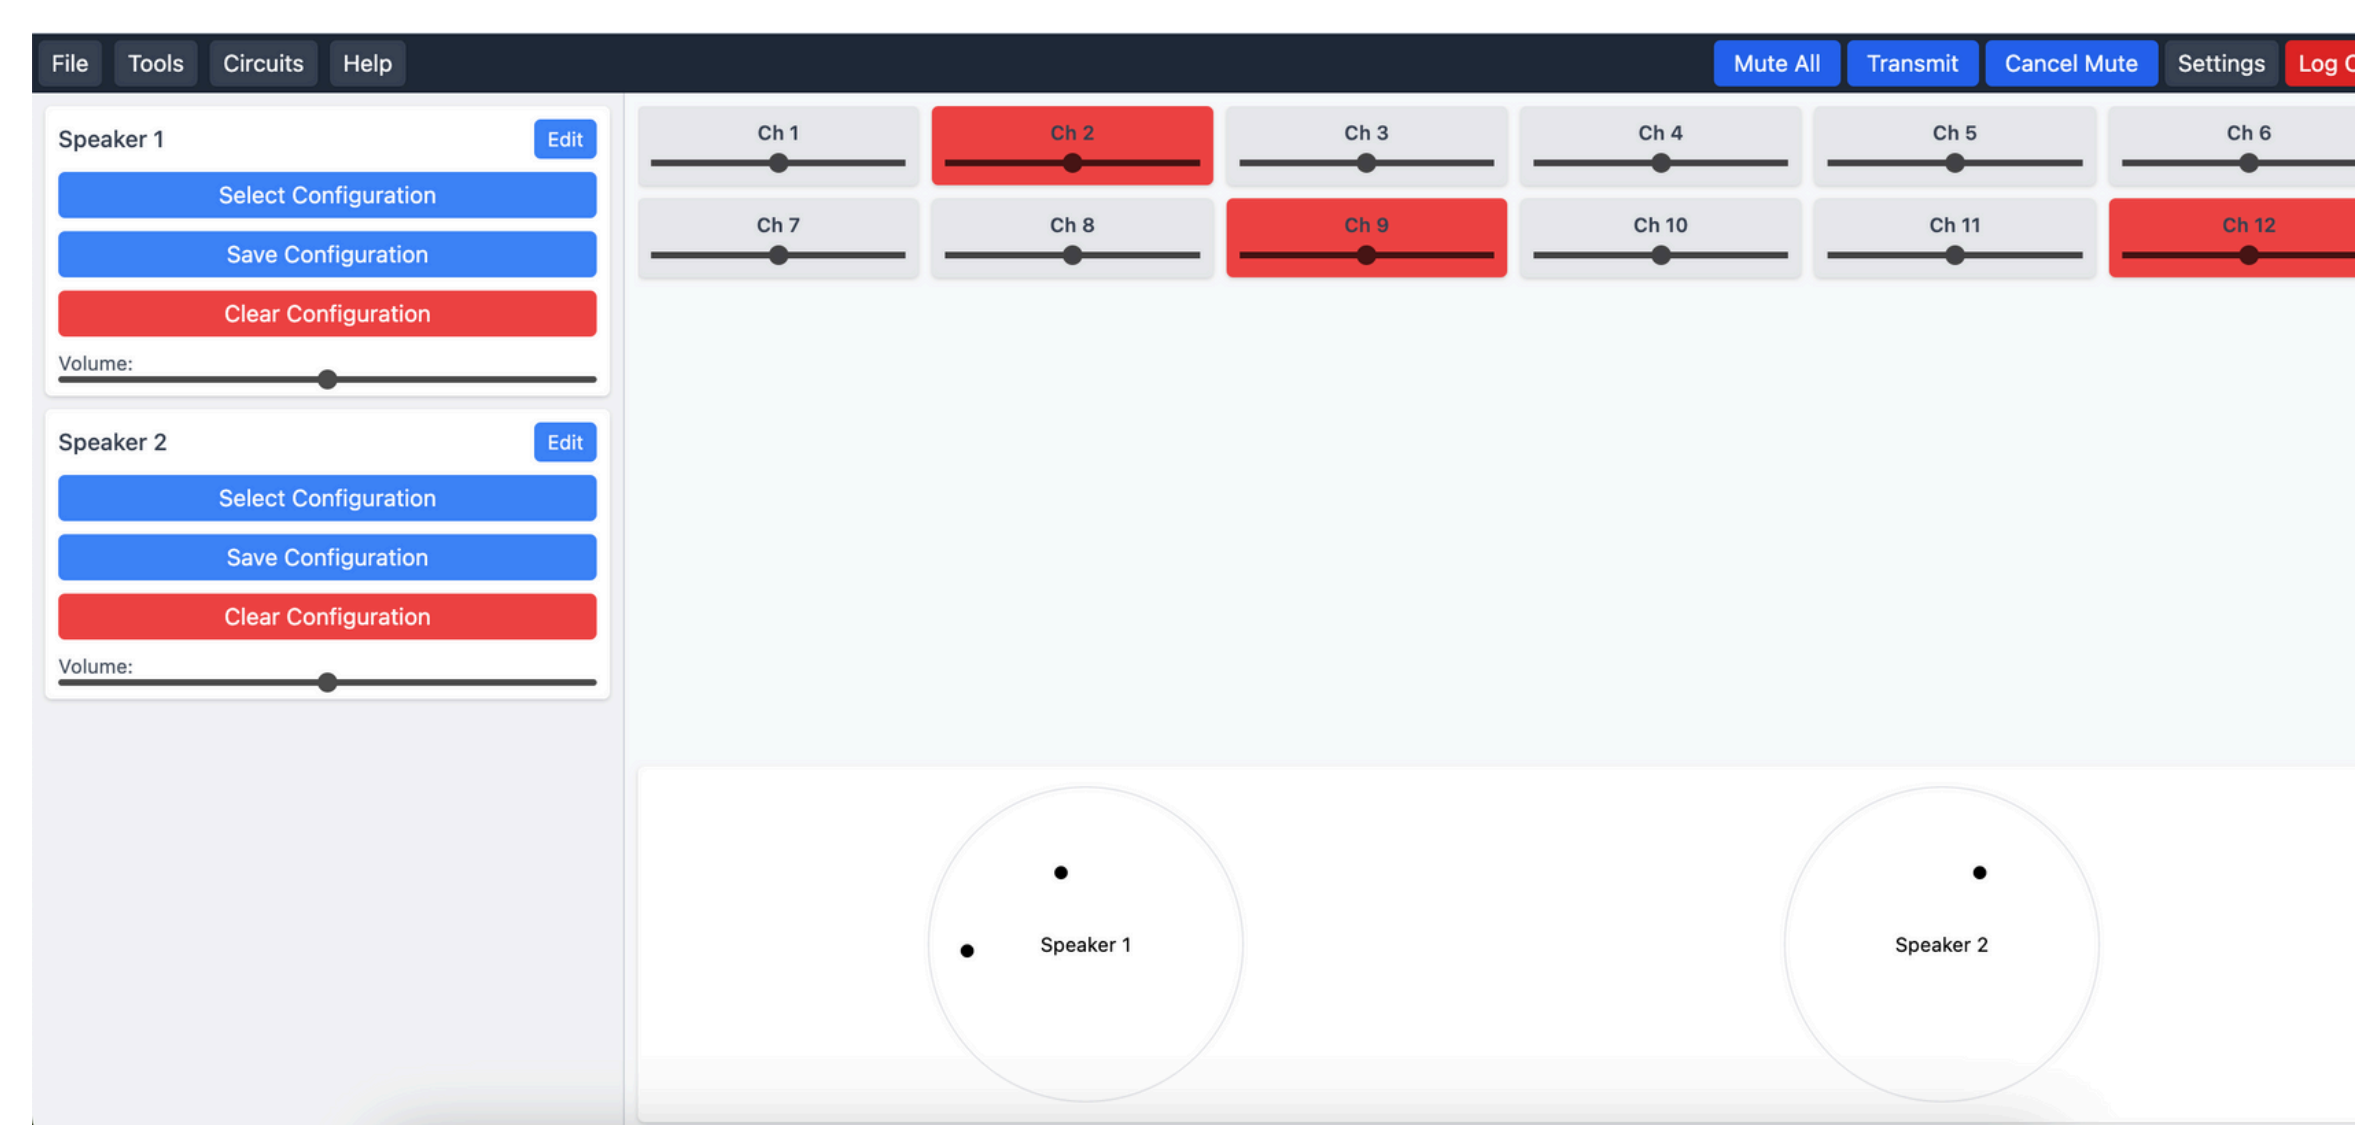 File Tools Circuits Help Mute All Transmit Cancel Mute Settings Log
Speaker 1 Edit
Select Configuration
Save Configuration
Clear Configuration
Volume:
Speaker 2 Edit
Select Configuration
Save Configuration
Clear Configuration
Volume:
Ch 1 Ch 2 Ch 3 Ch 4 Ch 5 Ch 6
Ch 7 Ch 8 Ch 9 Ch 10 Ch 11 Ch 12
Speaker 1 Speaker 2